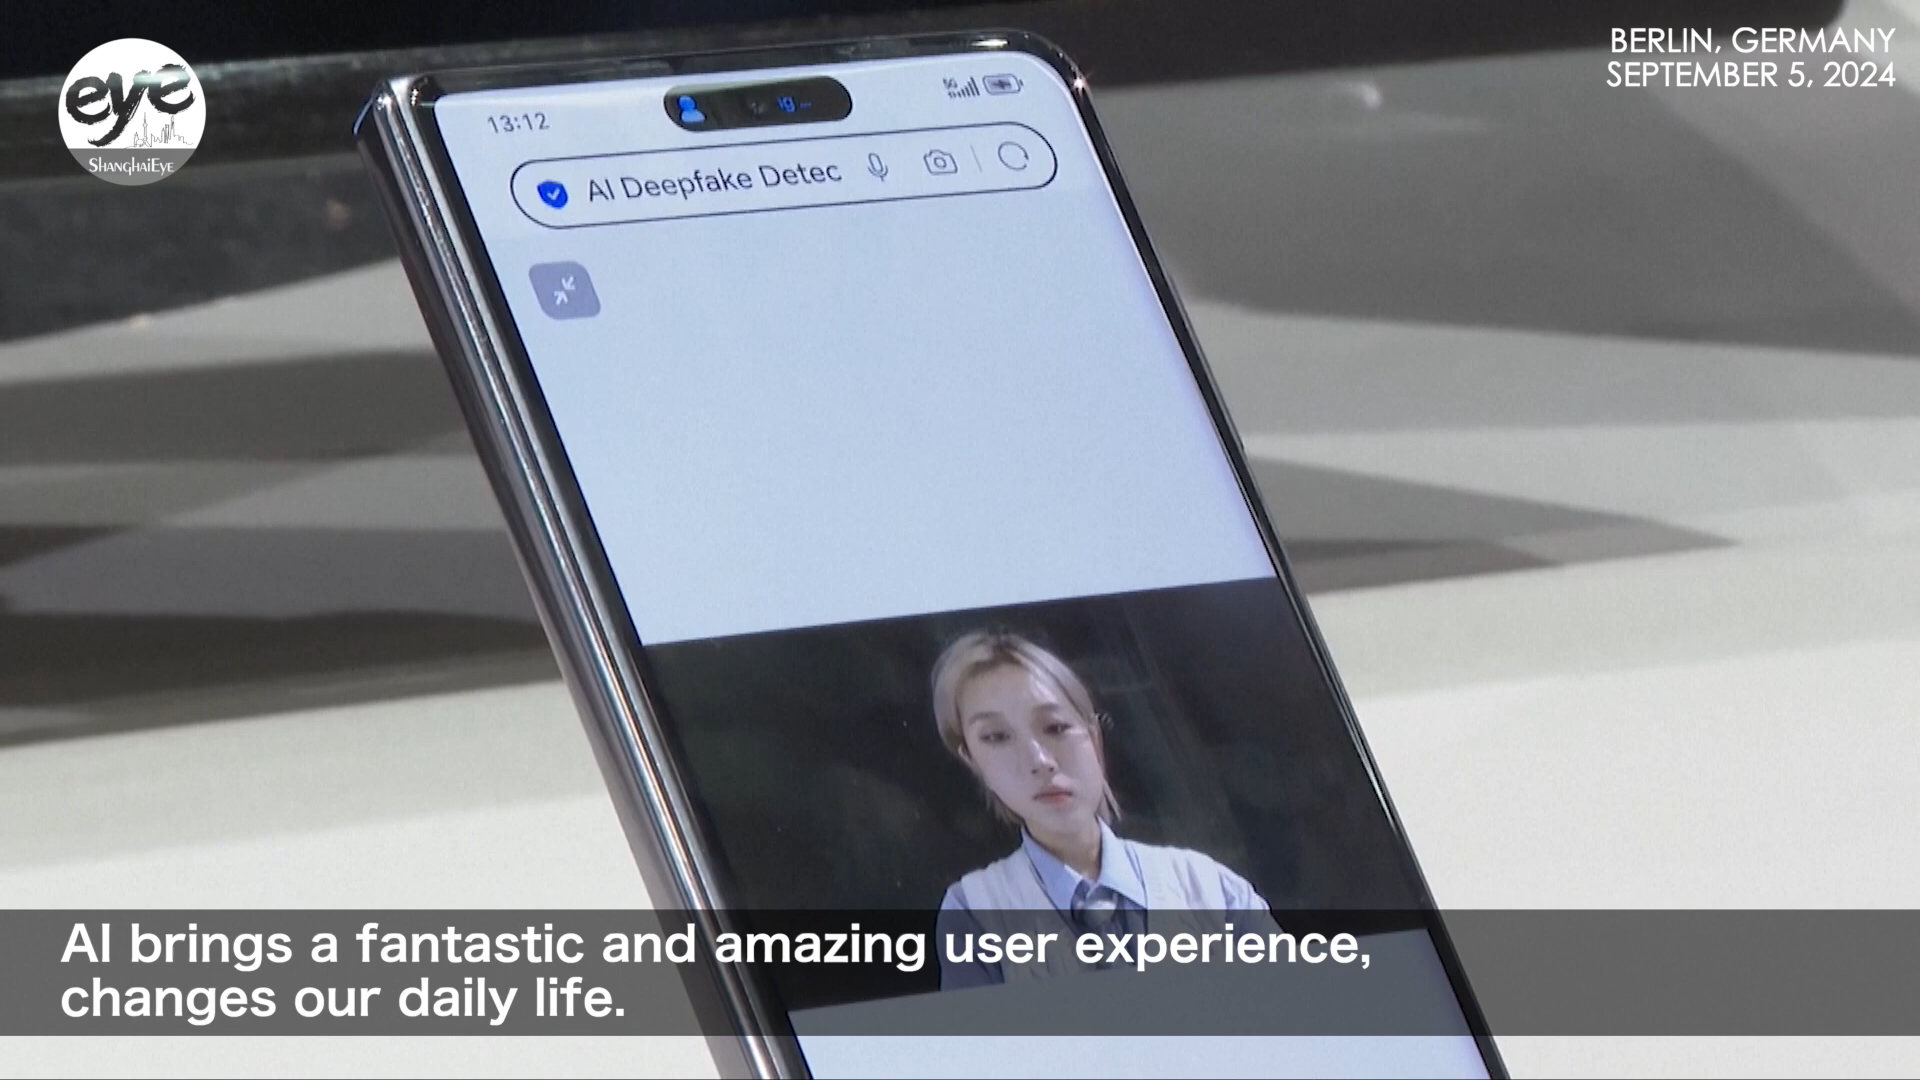 eye
SHANGHAIEYE
BERLIN, GERMANY
SEPTEMBER 5, 2024
13:12
5G
AI Deepfake Detec
AI brings a fantastic and amazing user experience,
changes our daily life.